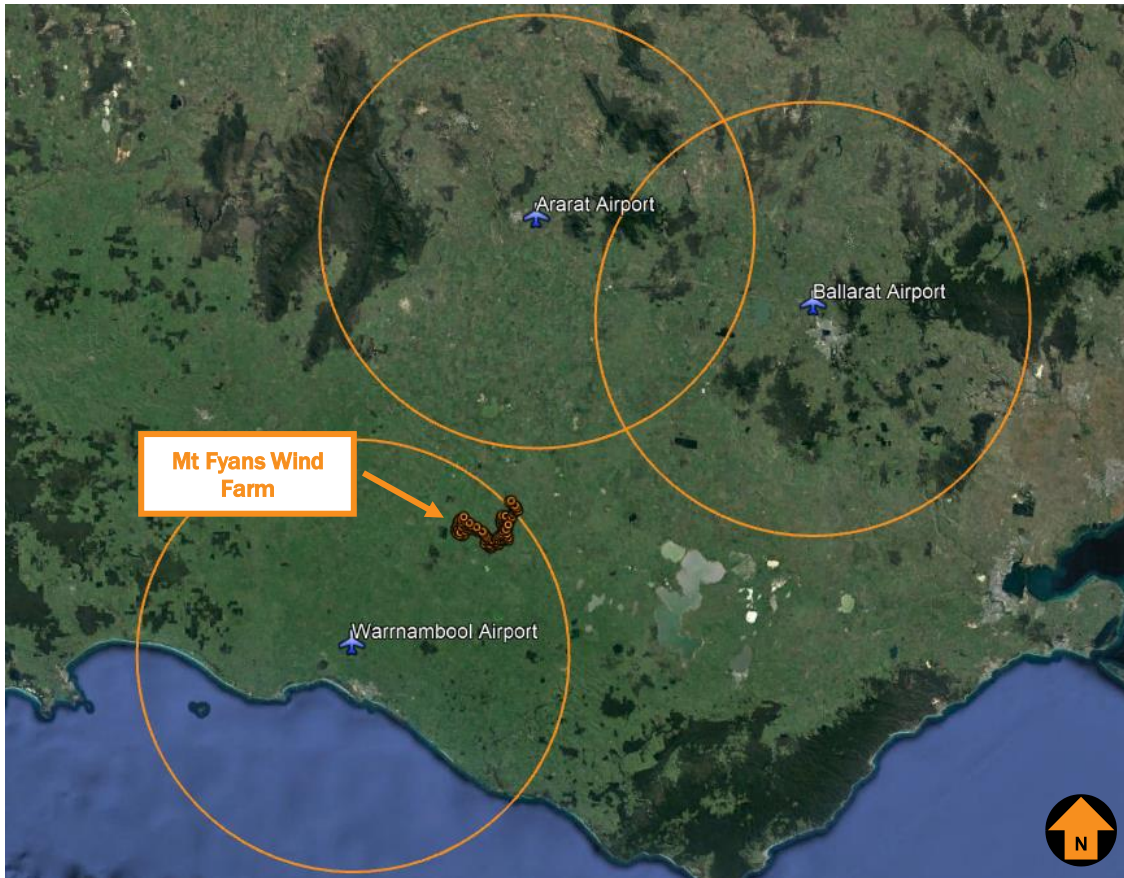 Ararat Airport
Ballarat Airport
Mt Fyans Wind
Farm
Warrnambool Airport
N